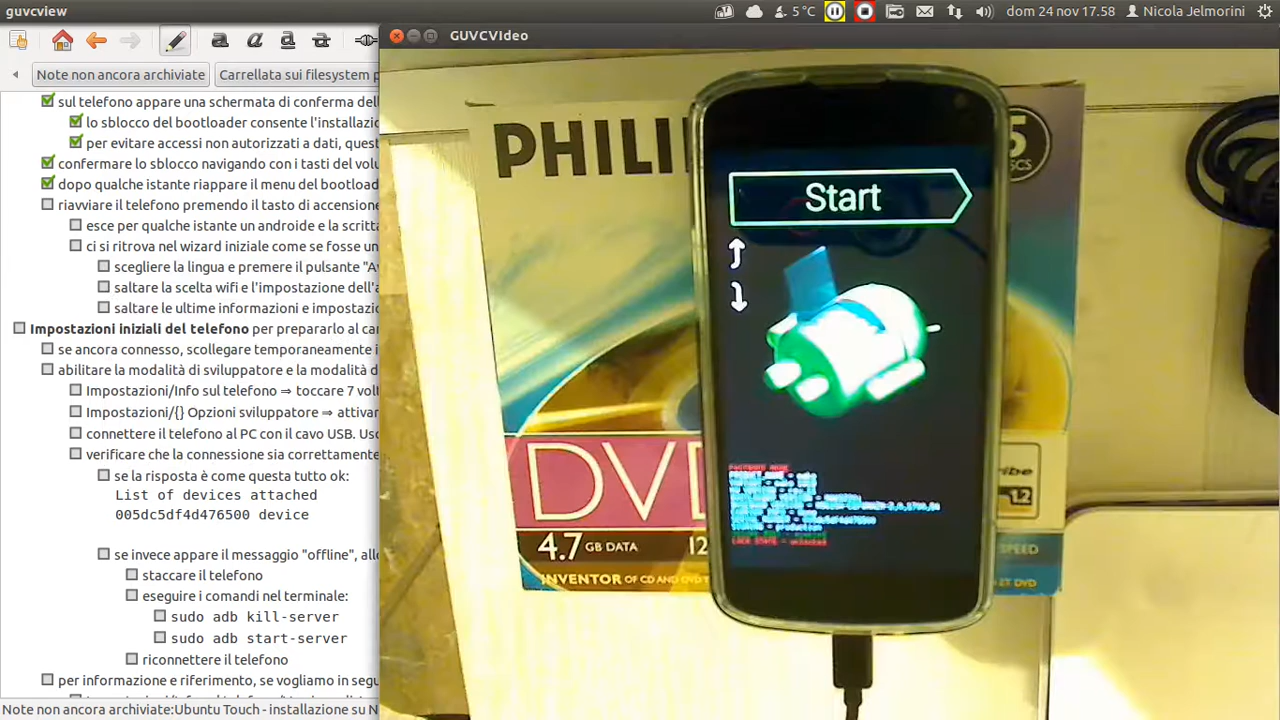 guvcview
5 °C
dom 24 nov 17.58
Nicola Jelmorini
GUVCVIdeo
Note non ancora archiviate
Carrellata sui filesystem p
sul telefono appare una schermata di conferma dell
lo sblocco del bootloader consente l'installazio
per evitare accessi non autorizzati a dati, quest
confermare lo sblocco navigando con i tasti del volu
dopo qualche istante riappare il menu del bootload
riavviare il telefono premendo il tasto di accensione
esce per qualche istante un androide e la scritta
ci si ritrova nel wizard iniziale come se fosse un
scegliere la lingua e premere il pulsante "Av
saltare la scelta wifi e l'impostazione dell'a
saltare le ultime informazioni e impostazio
Impostazioni iniziali del telefono per prepararlo al car
se ancora connesso, scollegare temporaneamente i
abilitare la modalità di sviluppatore e la modalità d
Impostazioni/Info sul telefono ⇒ toccare 7 volt
Impostazioni/{} Opzioni sviluppatore ⇒ attivar
connettere il telefono al PC con il cavo USB. Usc
verificare che la connessione sia correttamente
se la risposta è come questa tutto ok:
List of devices attached
005dc5df4d476500 device
se invece appare il messaggio "offline", allo
staccare il telefono
eseguire i comandi nel terminale:
sudo adb kill-server
sudo adb start-server
riconnettere il telefono
per informazione e riferimento, se vogliamo in segu
Note non ancora archiviate:Ubuntu Touch - installazione su N
PHILI
5
DISCS
Start
DVD
4.7 GB DATA
12
SPEED
INVENTOR OF CD AND DVD T
ET DVD
1.2